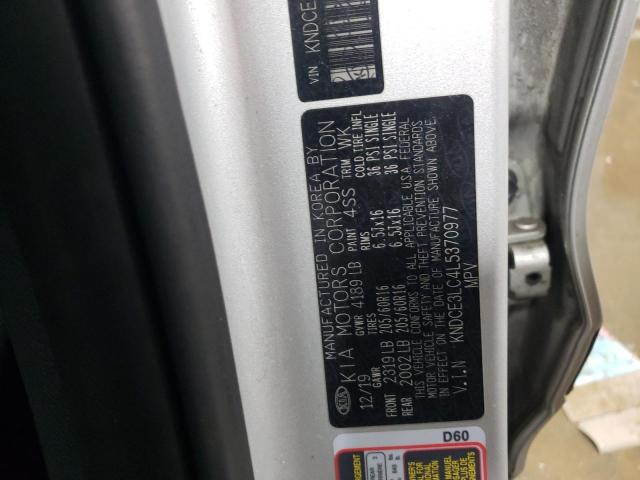 VIN KNDCE
KIA
MANUFACTURED IN KOREA BY
KIA MOTORS CORPORATION
12/19 GVWR 4189 LB PAINT 4SS TRIM WK
GAWR TIRES RIMS COLD TIRE INFL
FRONT 2319 LB 205/60R16 6.5Jx16 36 PSI SINGLE
REAR 2002 LB 205/60R16 6.5Jx16 36 PSI SINGLE
THIS VEHICLE CONFORMS TO ALL APPLICABLE U.S.A. FEDERAL
MOTOR VEHICLE SAFETY AND THEFT PREVENTION STANDARDS
IN EFFECT ON THE DATE OF MANUFACTURE SHOWN ABOVE.
V.I.N KNDCE3LC4L5370977
MPV
D60